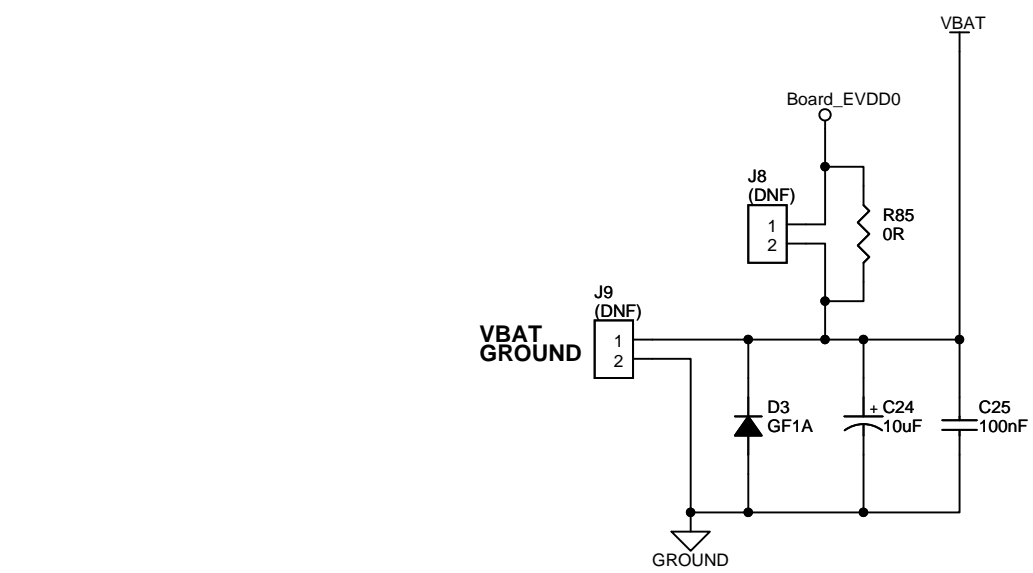 VBAT
Board_EVDD0
J8
(DNF)
1
2
R85
0R
J9
(DNF)
VBAT
GROUND
1
2
D3
GF1A
+ C24
10uF
C25
100nF
GROUND